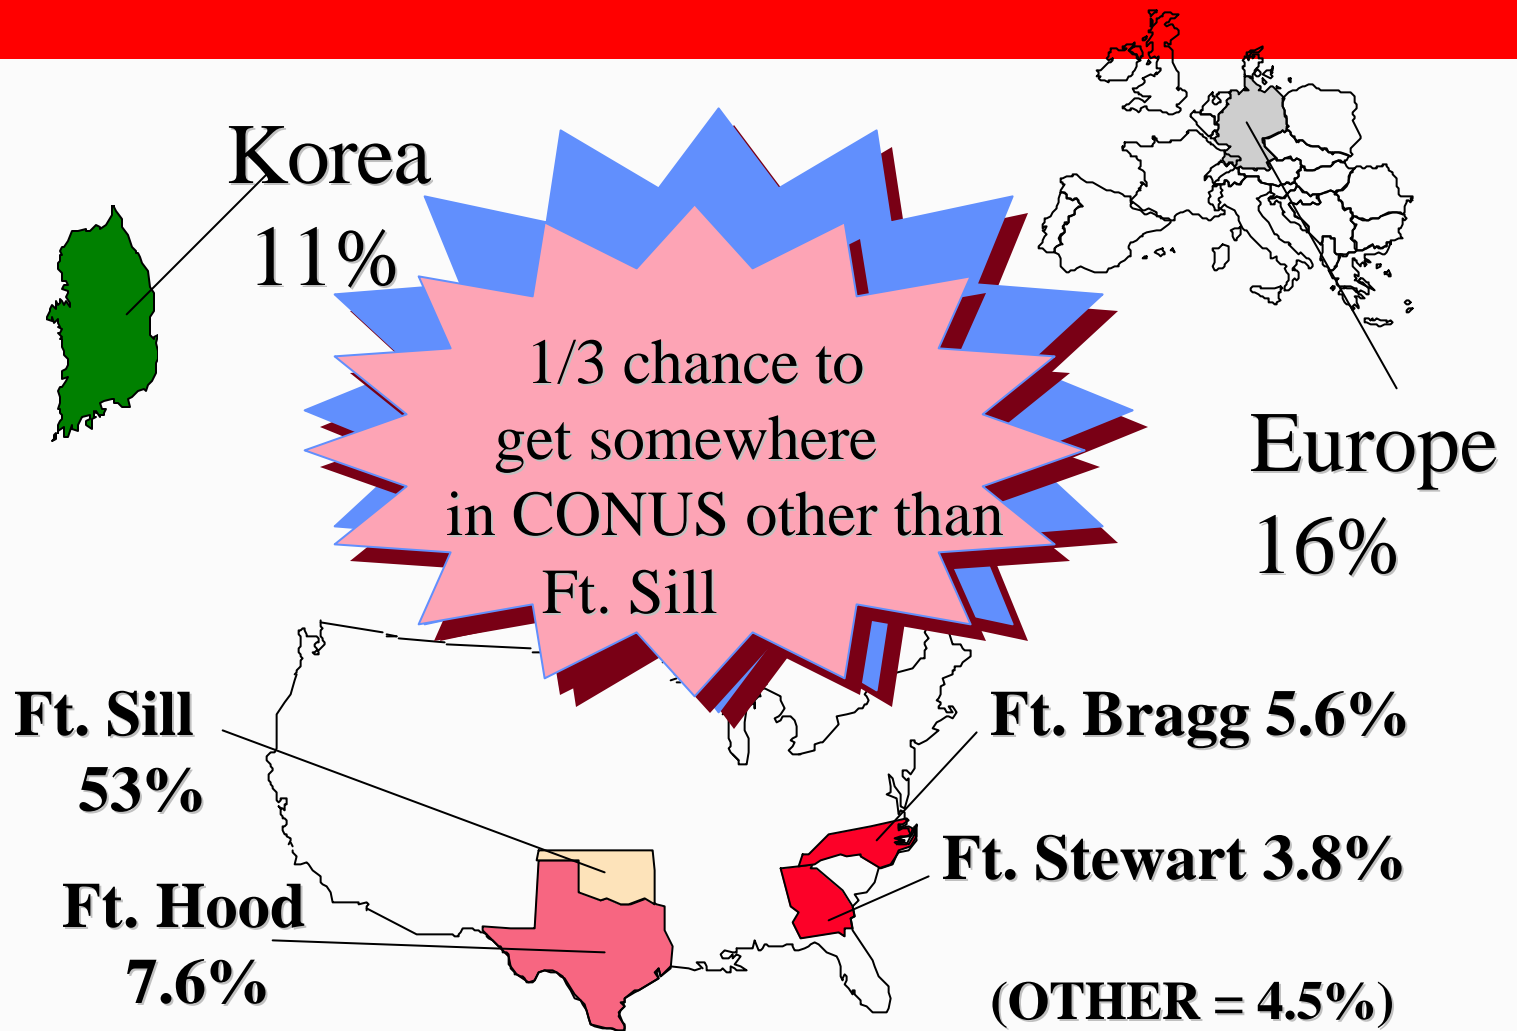 Korea
11%
1/3 chance to
get somewhere
in CONUS other than
Ft. Sill
Europe
16%
Ft. Sill
53%
Ft. Hood
7.6%
Ft. Bragg 5.6%
Ft. Stewart 3.8%
(OTHER = 4.5%)